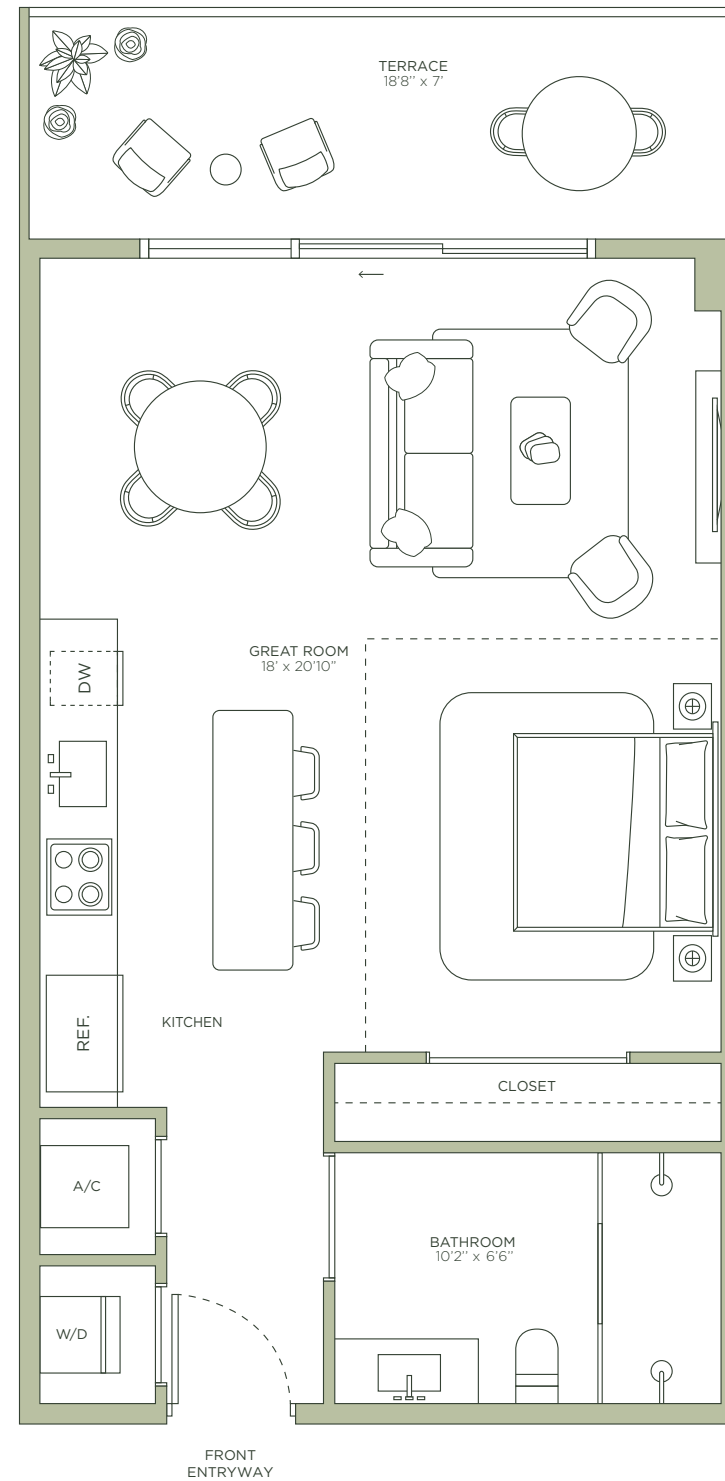 TERRACE
18'8'' x 7'
GREAT ROOM
18' x 20'10"
DW
REF.
KITCHEN
CLOSET
A/C
BATHROOM
10'2'' x 6'6"
W/D
FRONT
ENTRYWAY